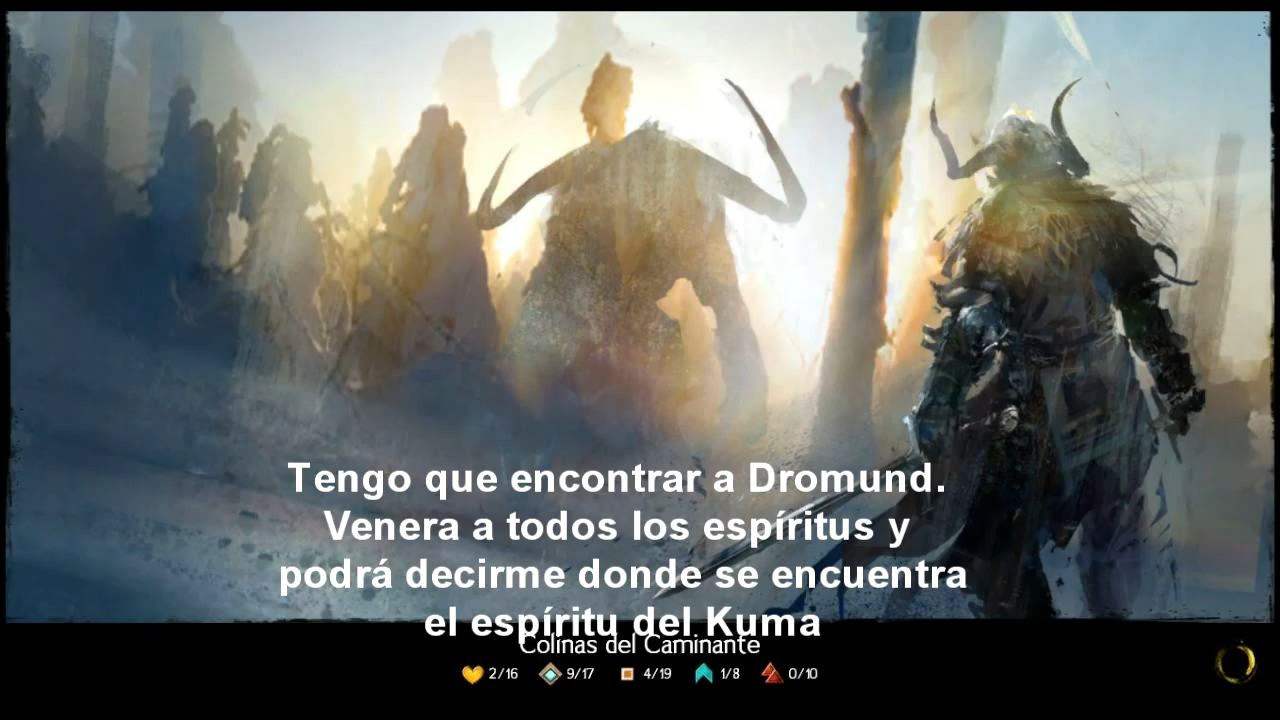 Tengo que encontrar a Dromund.
Venera a todos los espíritus y
podrá decirme donde se encuentra
el espíritu del Kuma
Colinas del Caminante
2/16 9/17 4/19 1/8 0/10